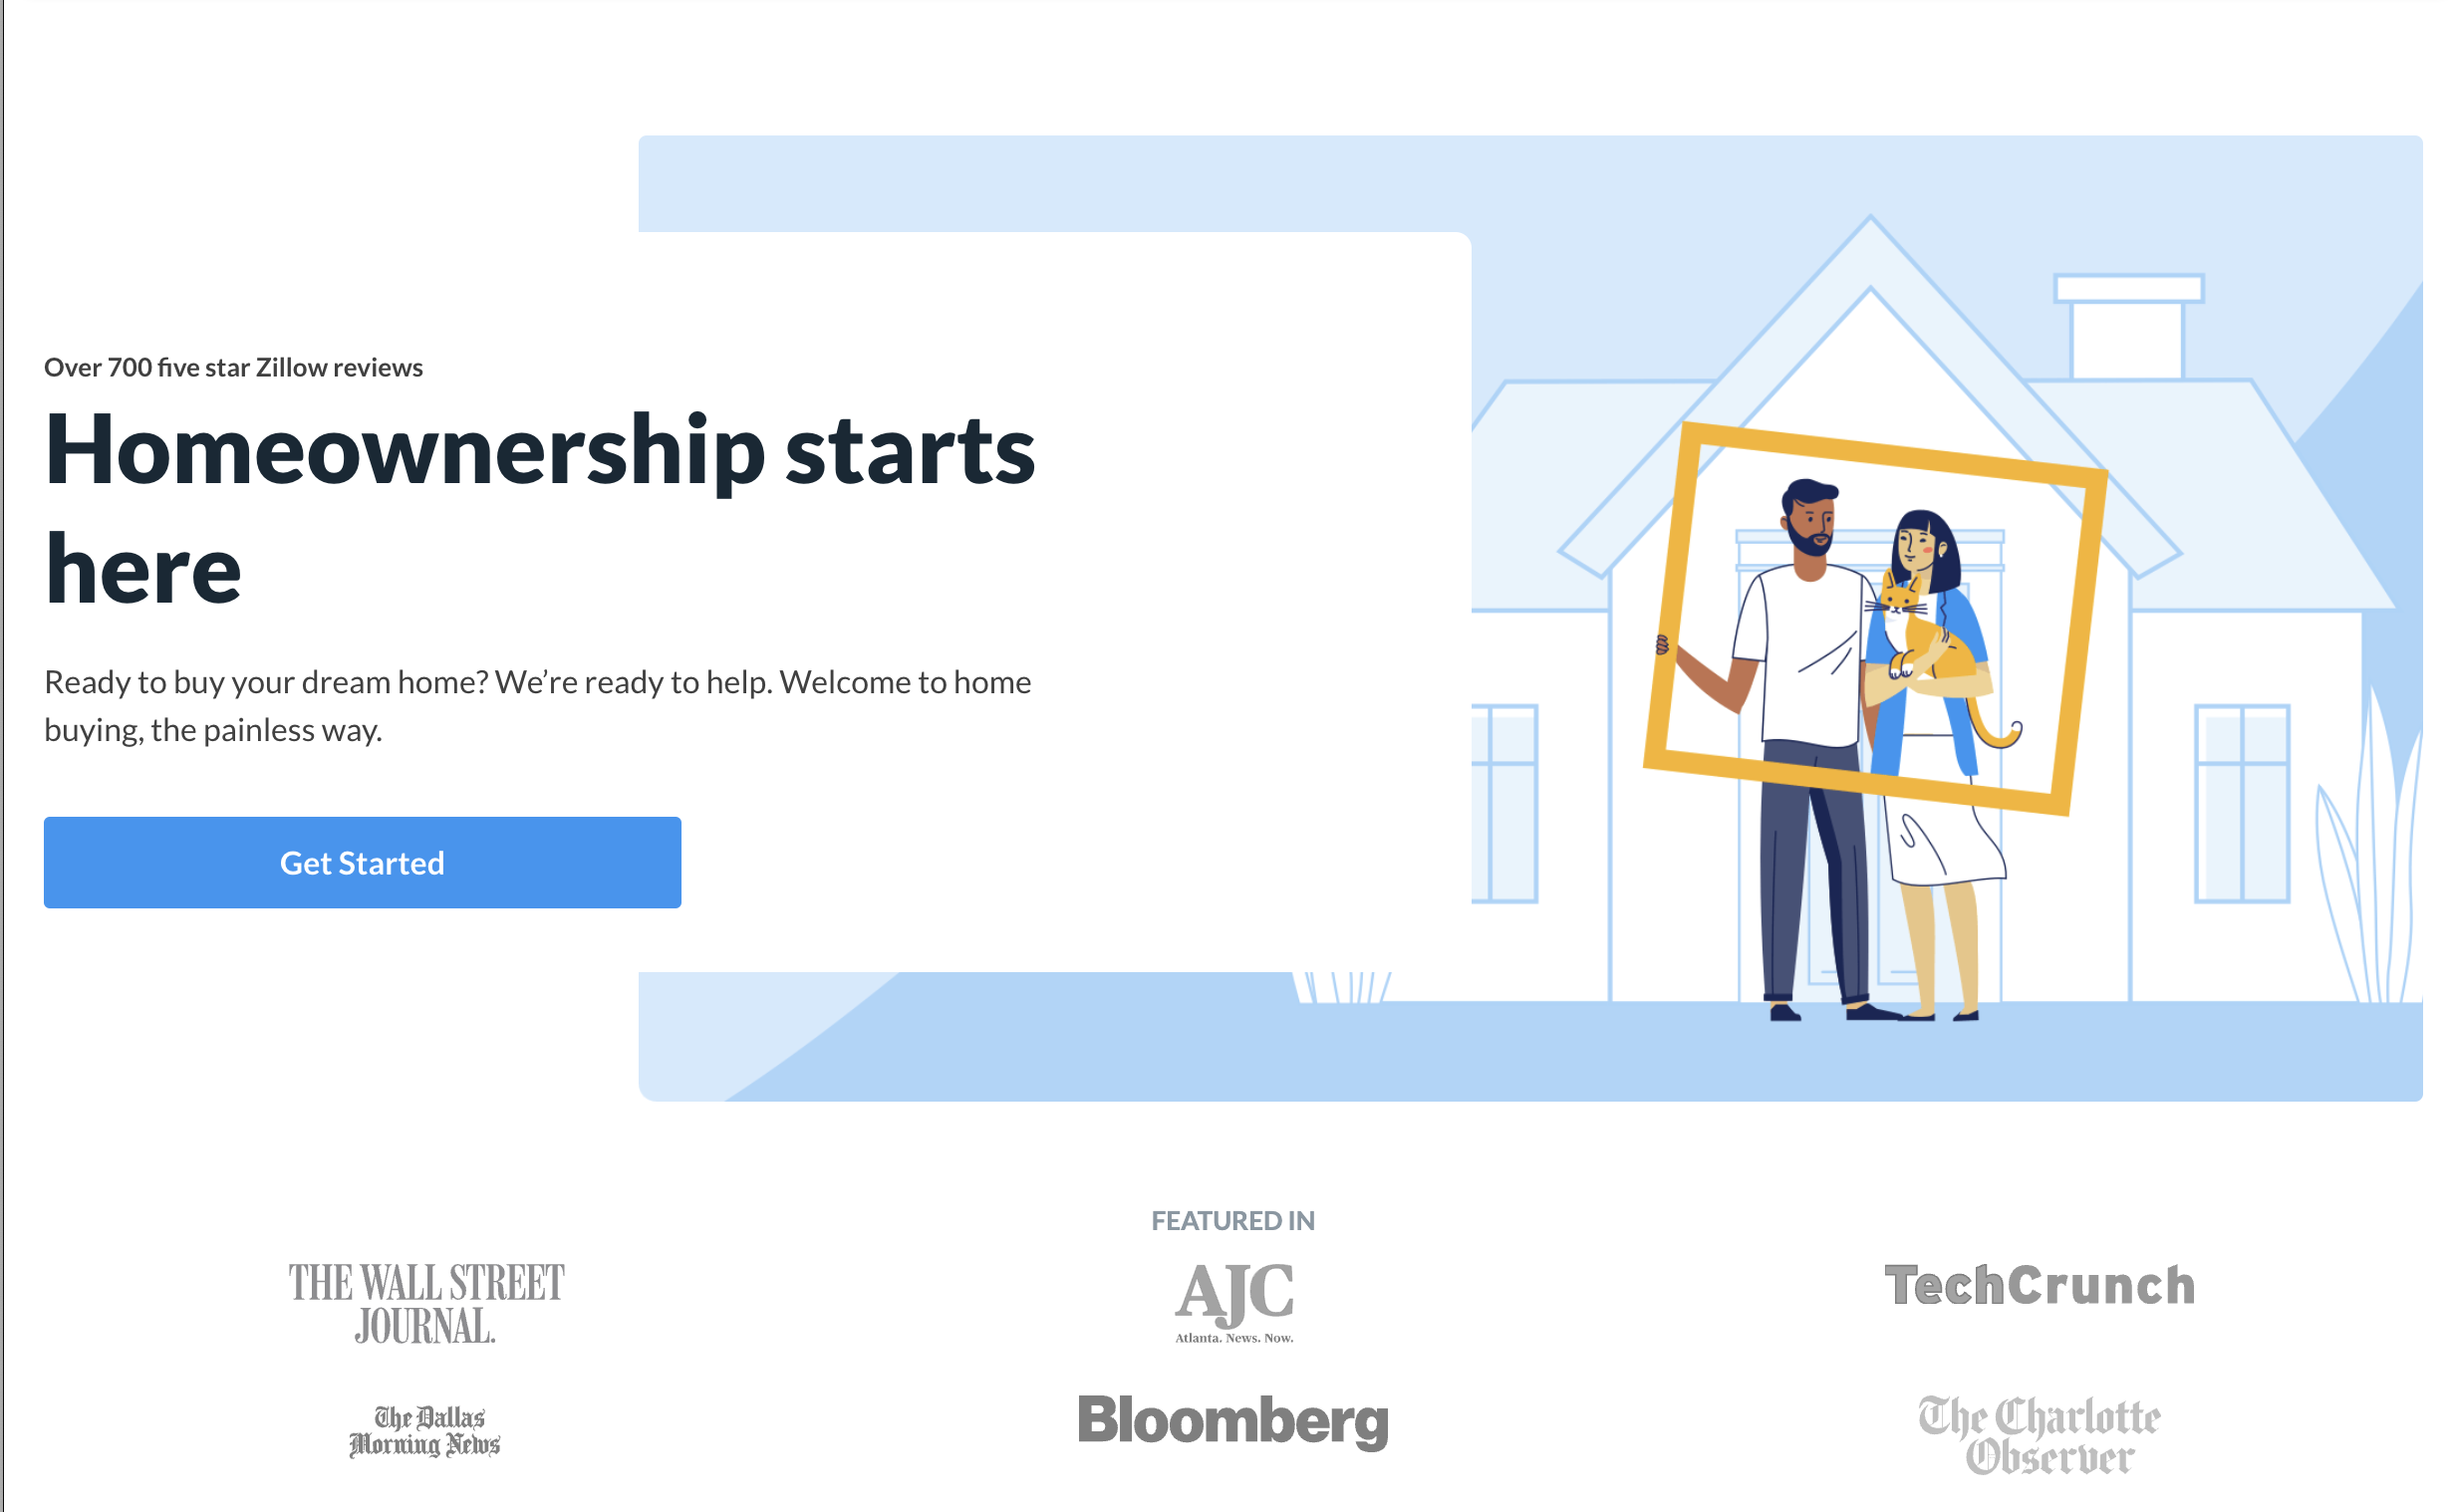 Over 700 five star Zillow reviews
Homeownership starts
here
Ready to buy your dream home? We’re ready to help. Welcome to home
buying, the painless way.
Get Started
FEATURED IN
THE WALL STREET
JOURNAL.
AJC
Atlanta. News. Now.
TechCrunch
The Dallas
Morning News
Bloomberg
The Charlotte
Observer